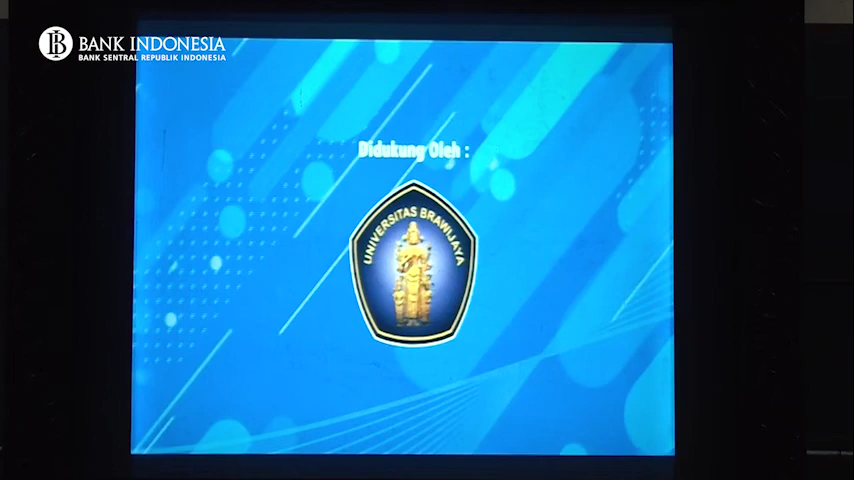 BANK INDONESIA
BANK SENTRAL REPUBLIK INDONESIA
Didukung Oleh :
UNIVERSITAS BRAWIJAYA